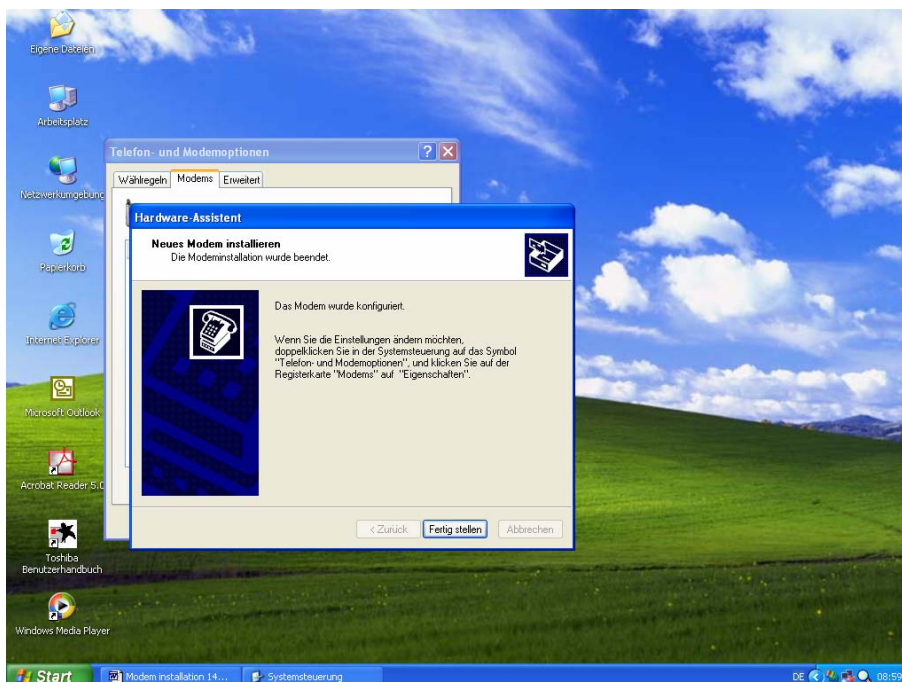 Eigene Dateien
Arbeitsplatz
Netzwerkumgebung
Papierkorb
Internet Explorer
Microsoft Outlook
Acrobat Reader 5.0
Toshiba
Benutzerhandbuch
Windows Media Player
Telefon- und Modemoptionen
Wählregeln Modems Erweitert
Hardware-Assistent
Neues Modem installieren
Die Modeminstallation wurde beendet.
Das Modem wurde konfiguriert.
Wenn Sie die Einstellungen ändern möchten,
doppelklicken Sie in der Systemsteuerung auf das Symbol
"Telefon- und Modemoptionen", und klicken Sie auf der
Registerkarte "Modems" auf "Eigenschaften".
< Zurück Fertig stellen Abbrechen
Start Modem installation 14... Systemsteuerung DE 08:59